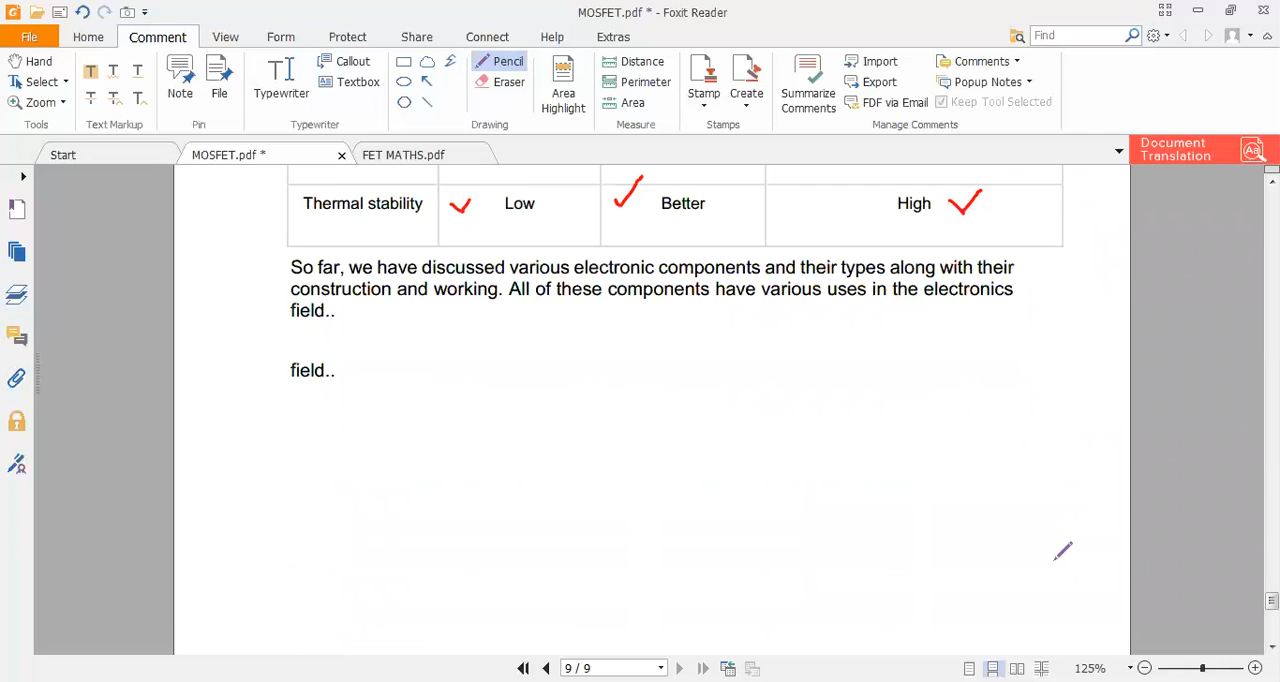 MOSFET.pdf * - Foxit Reader
File Home Comment View Form Protect Share Connect Help Extras Find
Hand Select Zoom Tools
T T T T T T Text Markup
Note File Pin
Typewriter Callout Textbox Typewriter
Pencil Eraser Area Highlight Drawing
Distance Perimeter Area Measure
Stamp Create Stamps
Summarize Comments Import Export FDF via Email Comments Popup Notes Keep Tool Selected Manage Comments
Start MOSFET.pdf * FET MATHS.pdf
Document Translation
Thermal stability Low Better High
So far, we have discussed various electronic components and their types along with their
construction and working. All of these components have various uses in the electronics
field..
field..
9 / 9 125%